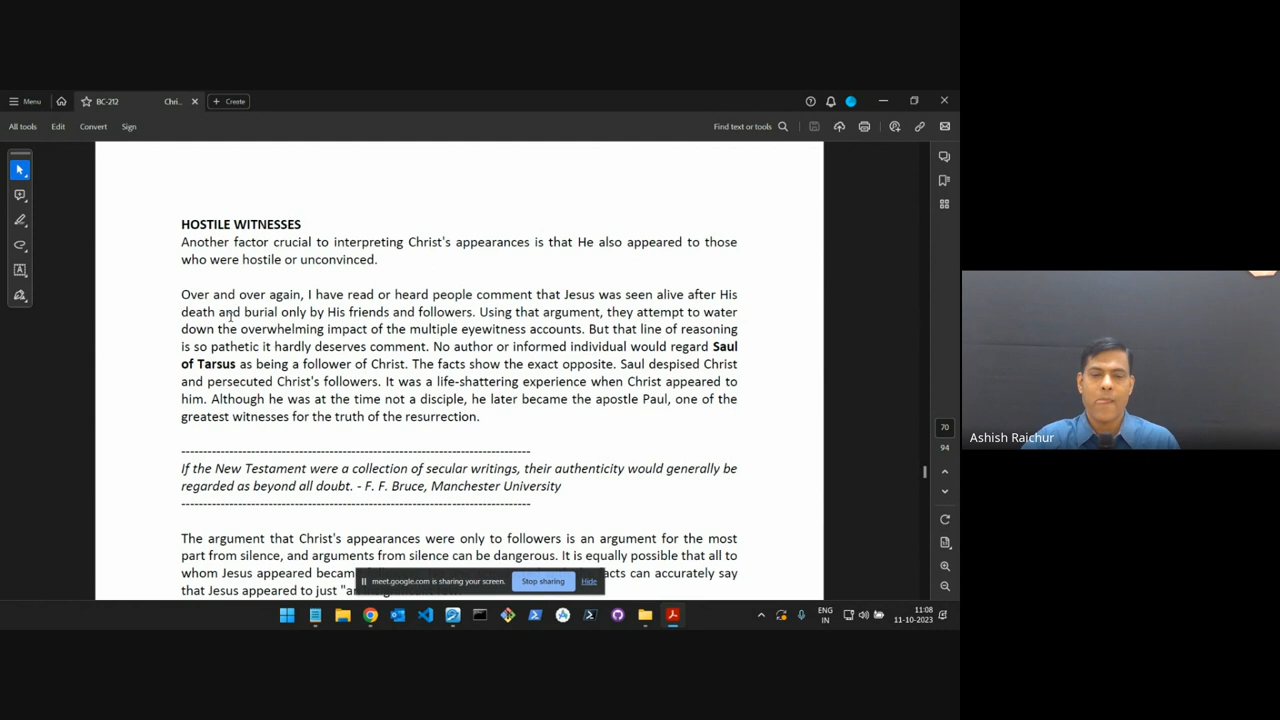 Menu
BC-212
Chri...
Create
All tools
Edit
Convert
Sign
Find text or tools
HOSTILE WITNESSES
Another factor crucial to interpreting Christ's appearances is that He also appeared to those
who were hostile or unconvinced.
Over and over again, I have read or heard people comment that Jesus was seen alive after His
death and burial only by His friends and followers. Using that argument, they attempt to water
down the overwhelming impact of the multiple eyewitness accounts. But that line of reasoning
is so pathetic it hardly deserves comment. No author or informed individual would regard Saul
of Tarsus as being a follower of Christ. The facts show the exact opposite. Saul despised Christ
and persecuted Christ's followers. It was a life-shattering experience when Christ appeared to
him. Although he was at the time not a disciple, he later became the apostle Paul, one of the
greatest witnesses for the truth of the resurrection.
--------------------------------------------------------------------------------
If the New Testament were a collection of secular writings, their authenticity would generally be
regarded as beyond all doubt. - F. F. Bruce, Manchester University
--------------------------------------------------------------------------------
The argument that Christ's appearances were only to followers is an argument for the most
part from silence, and arguments from silence can be dangerous. It is equally possible that all to
whom Jesus appeared became facts can accurately say
that Jesus appeared to just
meet.google.com is sharing your screen.
Stop sharing
Hide
70
94
Ashish Raichur
ENG
IN
11:08
11-10-2023